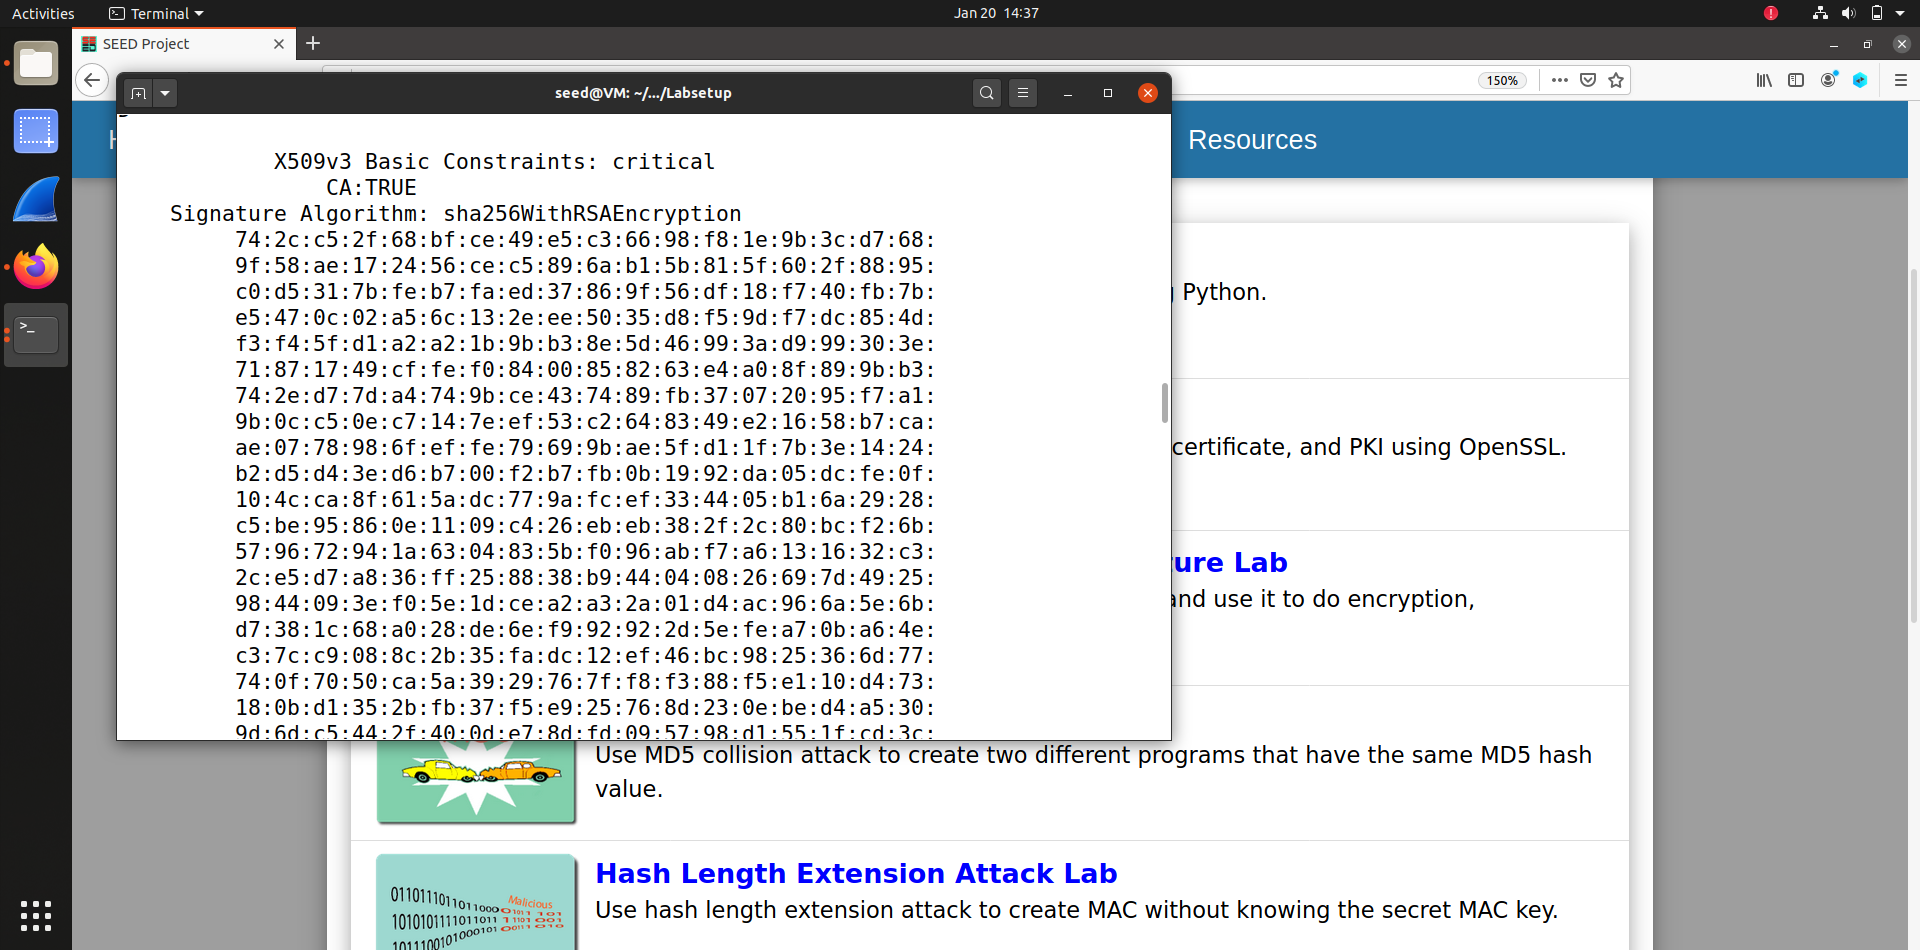 Activities
Terminal
Jan 20 14:37
SEED Project
150%
seed@VM: ~/.../Labsetup
Resources
X509v3 Basic Constraints: critical
CA:TRUE
Signature Algorithm: sha256WithRSAEncryption
74:2c:c5:2f:68:bf:ce:49:e5:c3:66:98:f8:1e:9b:3c:d7:68:
9f:58:ae:17:24:56:ce:c5:89:6a:b1:5b:81:5f:60:2f:88:95:
c0:d5:31:7b:fe:b7:fa:ed:37:86:9f:56:df:18:f7:40:fb:7b:
e5:47:0c:02:a5:6c:13:2e:ee:50:35:d8:f5:9d:f7:dc:85:4d:
f3:f4:5f:d1:a2:a2:1b:9b:b3:8e:5d:46:99:3a:d9:99:30:3e:
71:87:17:49:cf:fe:f0:84:00:85:82:63:e4:a0:8f:89:9b:b3:
74:2e:d7:7d:a4:74:9b:ce:43:74:89:fb:37:07:20:95:f7:a1:
9b:0c:c5:0e:c7:14:7e:ef:53:c2:64:83:49:e2:16:58:b7:ca:
ae:07:78:98:6f:ef:fe:79:69:9b:ae:5f:d1:1f:7b:3e:14:24:
b2:d5:d4:3e:d6:b7:00:f2:b7:fb:0b:19:92:da:05:dc:fe:0f:
10:4c:ca:8f:61:5a:dc:77:9a:fc:ef:33:44:05:b1:6a:29:28:
c5:be:95:86:0e:11:09:c4:26:eb:eb:38:2f:2c:80:bc:f2:6b:
57:96:72:94:1a:63:04:83:5b:f0:96:ab:f7:a6:13:16:32:c3:
2c:e5:d7:a8:36:ff:25:88:38:b9:44:04:08:26:69:7d:49:25:
98:44:09:3e:f0:5e:1d:ce:a2:a3:2a:01:d4:ac:96:6a:5e:6b:
d7:38:1c:68:a0:28:de:6e:f9:92:92:2d:5e:fe:a7:0b:a6:4e:
c3:7c:c9:08:8c:2b:35:fa:dc:12:ef:46:bc:98:25:36:6d:77:
74:0f:70:50:ca:5a:39:29:76:7f:f8:f3:88:f5:e1:10:d4:73:
18:0b:d1:35:2b:fb:37:f5:e9:25:76:8d:23:0e:be:d4:a5:30:
9d:6d:c5:44:2f:40:0d:e7:8d:fd:09:57:98:d1:55:1f:cd:3c:
Python.
certificate, and PKI using OpenSSL.
ure Lab
and use it to do encryption,
Use MD5 collision attack to create two different programs that have the same MD5 hash
value.
Hash Length Extension Attack Lab
Use hash length extension attack to create MAC without knowing the secret MAC key.
Malicious